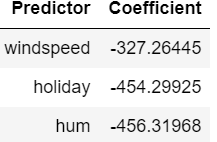 Predictor Coefficient
windspeed -327.26445
holiday -454.29925
hum -456.31968